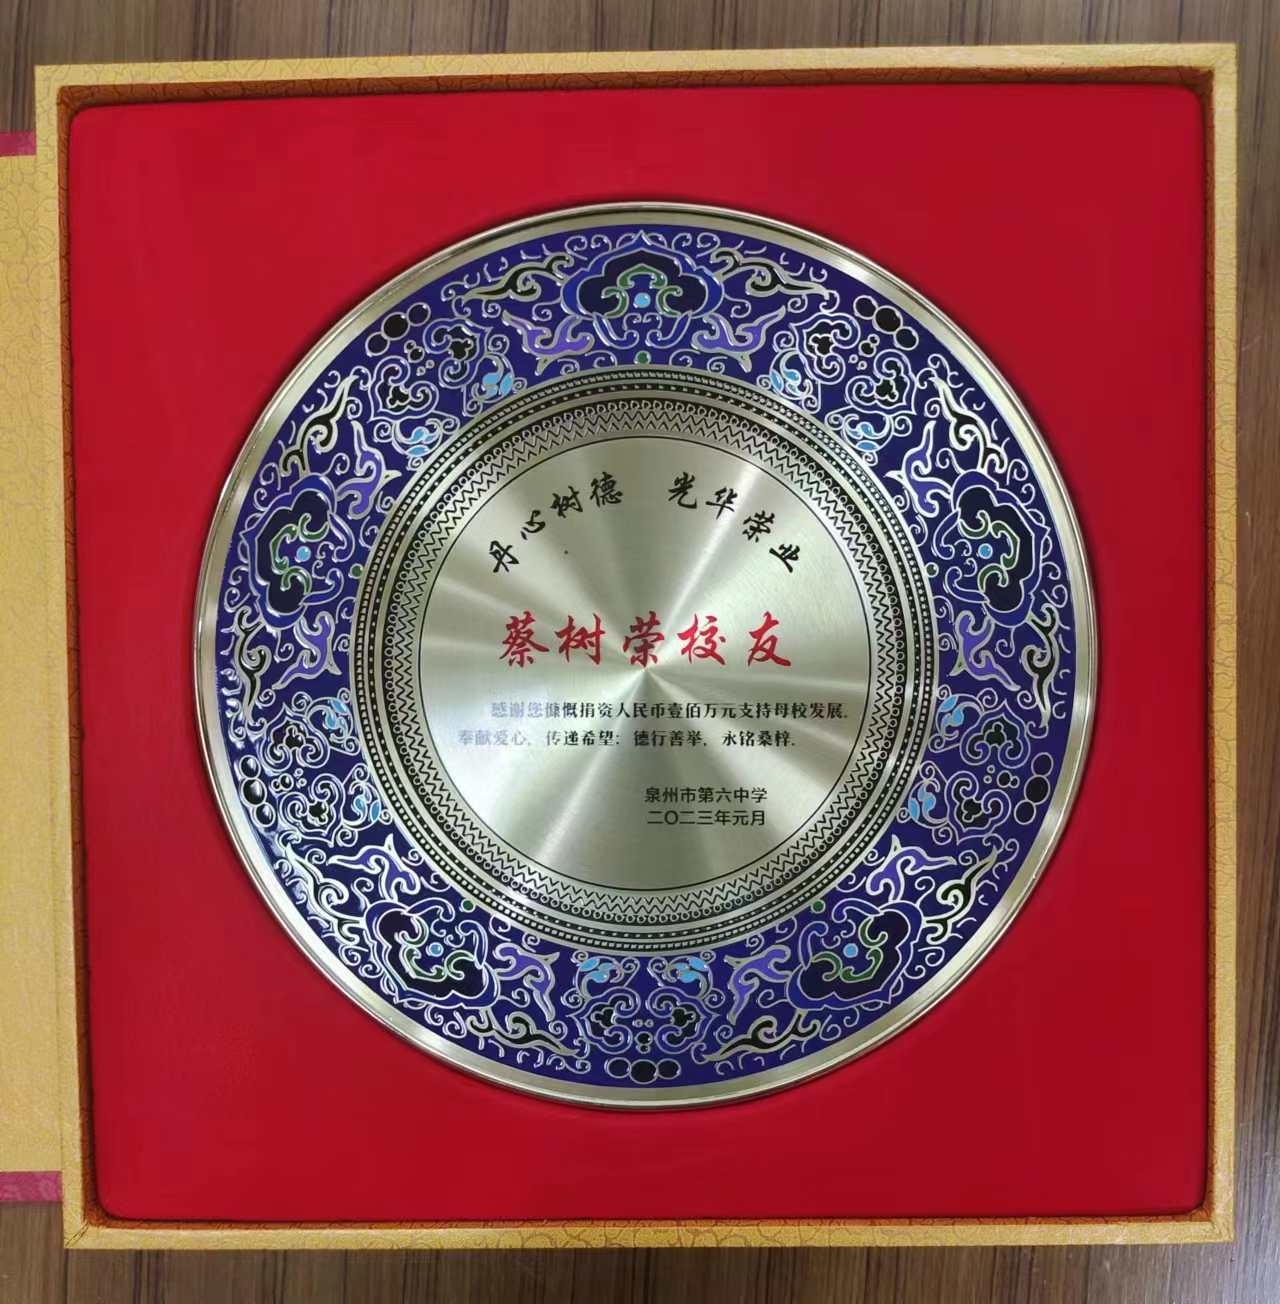 丹心树德 光华荣业
蔡树荣校友
感谢您慷慨捐资人民币壹佰万元支持母校发展.
奉献爱心, 传递希望: 德行善举, 永铭桑梓.
泉州市第六中学
二〇二三年元月